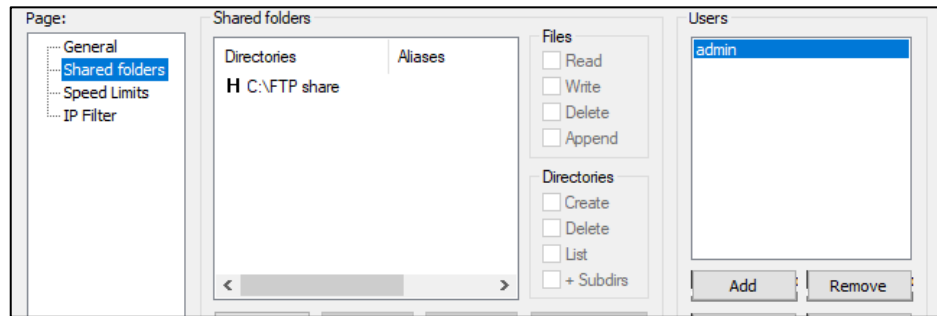 Page:
General
Shared folders
Speed Limits
IP Filter
Shared folders
Directories Aliases
H C:\FTP share
Files
Read
Write
Delete
Append
Directories
Create
Delete
List
+ Subdirs
Users
admin
Add Remove